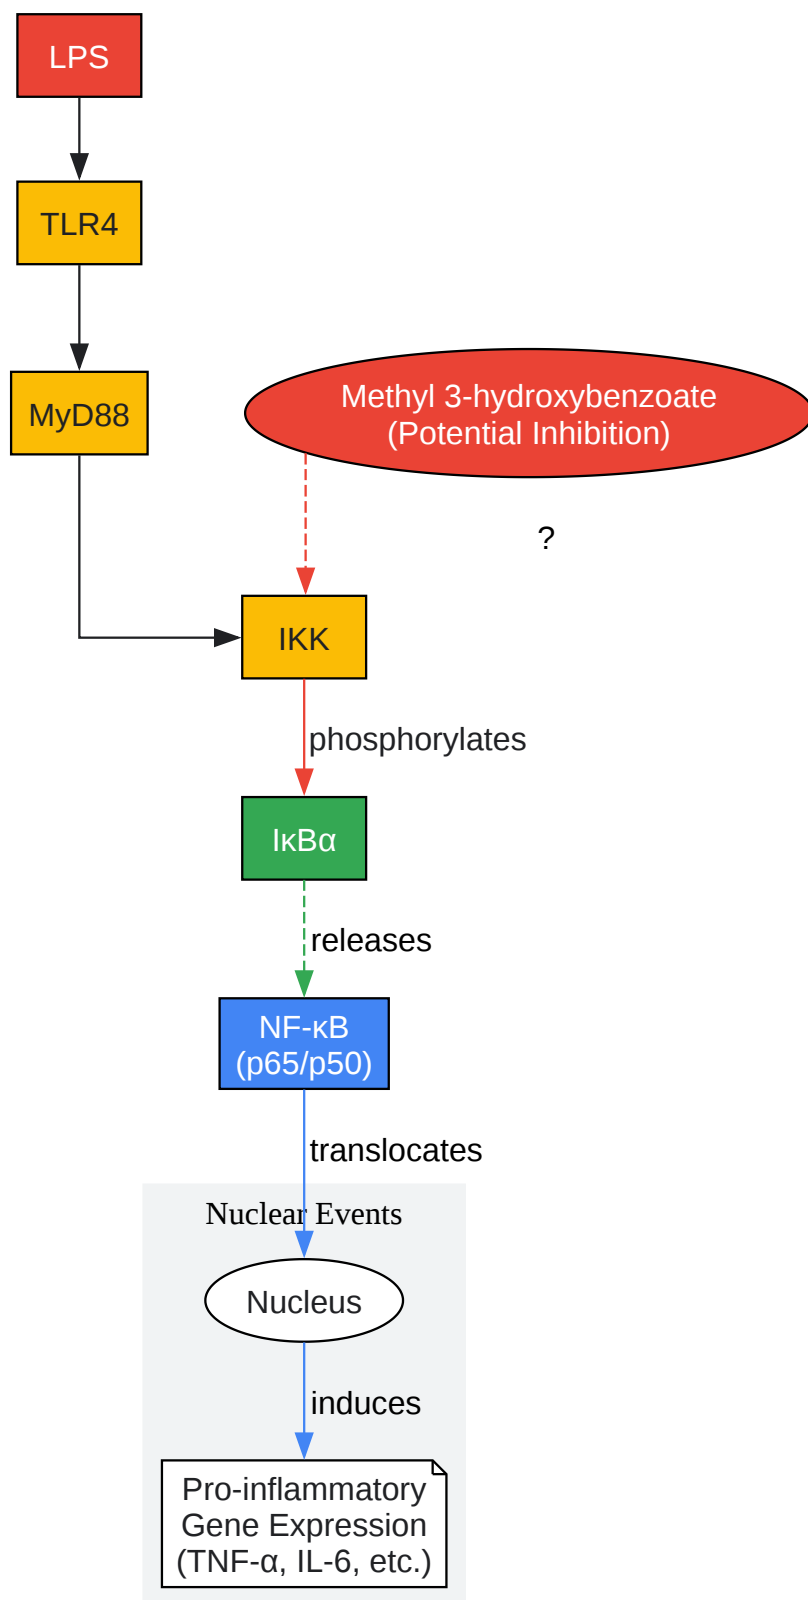 LPS
TLR4
MyD88
Methyl 3-hydroxybenzoate
(Potential Inhibition)
?
IKK
phosphorylates
IκBα
releases
NF-κB
(p65/p50)
translocates
Nuclear Events
Nucleus
induces
Pro-inflammatory
Gene Expression
(TNF-α, IL-6, etc.)